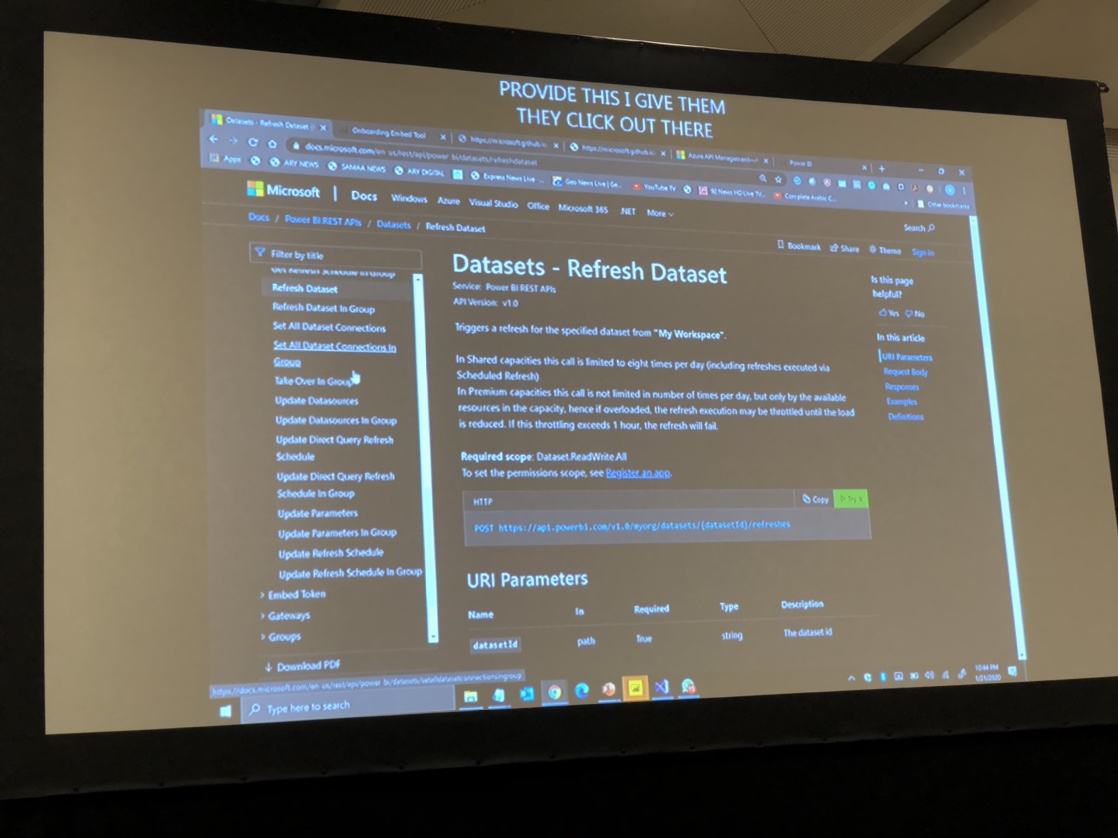 PROVIDE THIS I GIVE THEM
THEY CLICK OUT THERE
Datasets - Refresh Dataset
Onboarding Embed Tool
https://microsoft.github.io
https://microsoft.github.io
Azure API Management
Power BI
docs.microsoft.com/en-us/rest/api/power-bi/datasets/refreshdataset
Apps
ARY NEWS
SAMAA NEWS
ARY DIGITAL
Express News Live ...
Geo News Live | Ge...
YouTube TV
92 News HD Live TV...
Complete Arabic C...
Other bookmarks
Microsoft | Docs Windows Azure Visual Studio Office Microsoft 365 .NET More
Search
Docs / Power BI REST APIs / Datasets / Refresh Dataset
Bookmark Share Theme Sign in
Filter by title
Get Refresh Schedule In Group
Refresh Dataset
Refresh Dataset In Group
Set All Dataset Connections
Set All Dataset Connections In
Group
Take Over In Group
Update Datasources
Update Datasources In Group
Update Direct Query Refresh
Schedule
Update Direct Query Refresh
Schedule In Group
Update Parameters
Update Parameters In Group
Update Refresh Schedule
Update Refresh Schedule In Group
> Embed Token
> Gateways
> Groups
Download PDF
Datasets - Refresh Dataset
Service: Power BI REST APIs
API Version: v1.0
Triggers a refresh for the specified dataset from "My Workspace".
In Shared capacities this call is limited to eight times per day (including refreshes executed via
Scheduled Refresh)
In Premium capacities this call is not limited in number of times per day, but only by the available
resources in the capacity, hence if overloaded, the refresh execution may be throttled until the load
is reduced. If this throttling exceeds 1 hour, the refresh will fail.
Required scope: Dataset.ReadWrite.All
To set the permissions scope, see Register an app.
HTTP
Copy
Try It
POST https://api.powerbi.com/v1.0/myorg/datasets/{datasetId}/refreshes
URI Parameters
Name In Required Type Description
datasetId path True string The dataset id
Is this page
helpful?
Yes No
In this article
URI Parameters
Request Body
Responses
Examples
Definitions
https://docs.microsoft.com/en-us/rest/api/power-bi/datasets/setalldatasetconnectionsingroup
Type here to search
10:44 PM
1/21/2020